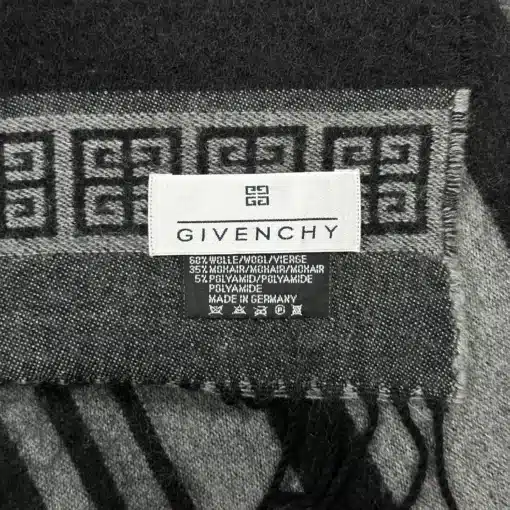 GIVENCHY
60% WOLLE/WOOL/VIERGE
35% MOHAIR/MOHAIR/MOHAIR
5% POLYAMID/POLYAMIDE
POLYAMIDE
MADE IN GERMANY